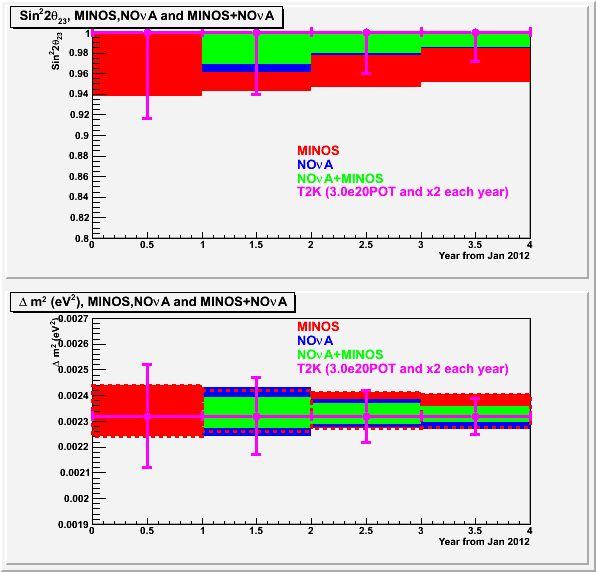 Sin²2θ₂₃, MINOS,NOνA and MINOS+NOνA
Sin²2θ₂₃
1
0.98
0.96
0.94
0.92
0.9
0.88
0.86
0.84
0.82
0.8
MINOS
NOνA
NOνA+MINOS
T2K (3.0e20POT and x2 each year)
0 0.5 1 1.5 2 2.5 3 3.5 4
Year from Jan 2012
Δ m² (eV²), MINOS,NOνA and MINOS+NOνA
Δ m² (eV²)
0.0027
0.0026
0.0025
0.0024
0.0023
0.0022
0.0021
0.002
0.0019
MINOS
NOνA
NOνA+MINOS
T2K (3.0e20POT and x2 each year)
0 0.5 1 1.5 2 2.5 3 3.5 4
Year from Jan 2012